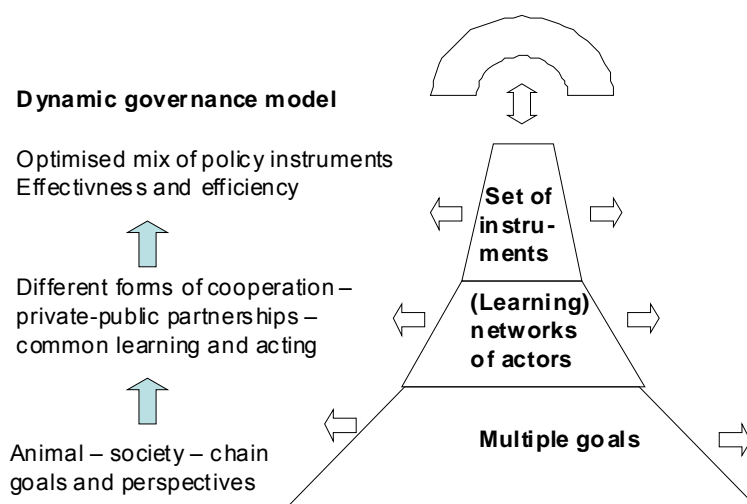 Dynamic governance model
Optimised mix of policy instruments
Effectivness and efficiency
Different forms of cooperation –
private-public partnerships –
common learning and acting
Animal – society – chain
goals and perspectives
Set of
instru-
ments
(Learning)
networks
of actors
Multiple goals